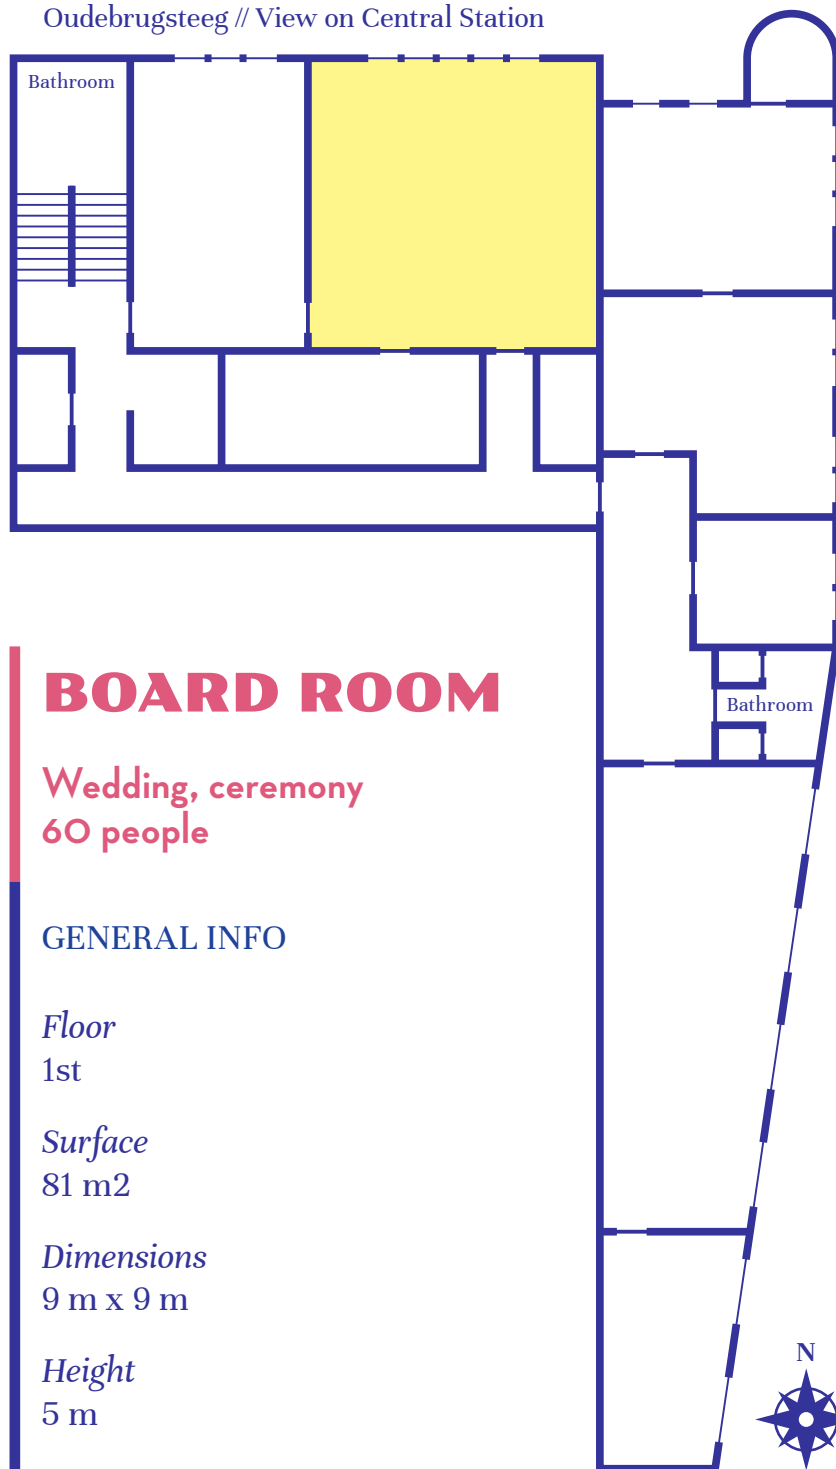 Oudebrugsteeg // View on Central Station
Bathroom
Bathroom
BOARD ROOM
Wedding, ceremony
60 people
GENERAL INFO
Floor
1st
Surface
81 m2
Dimensions
9 m x 9 m
Height
5 m
N